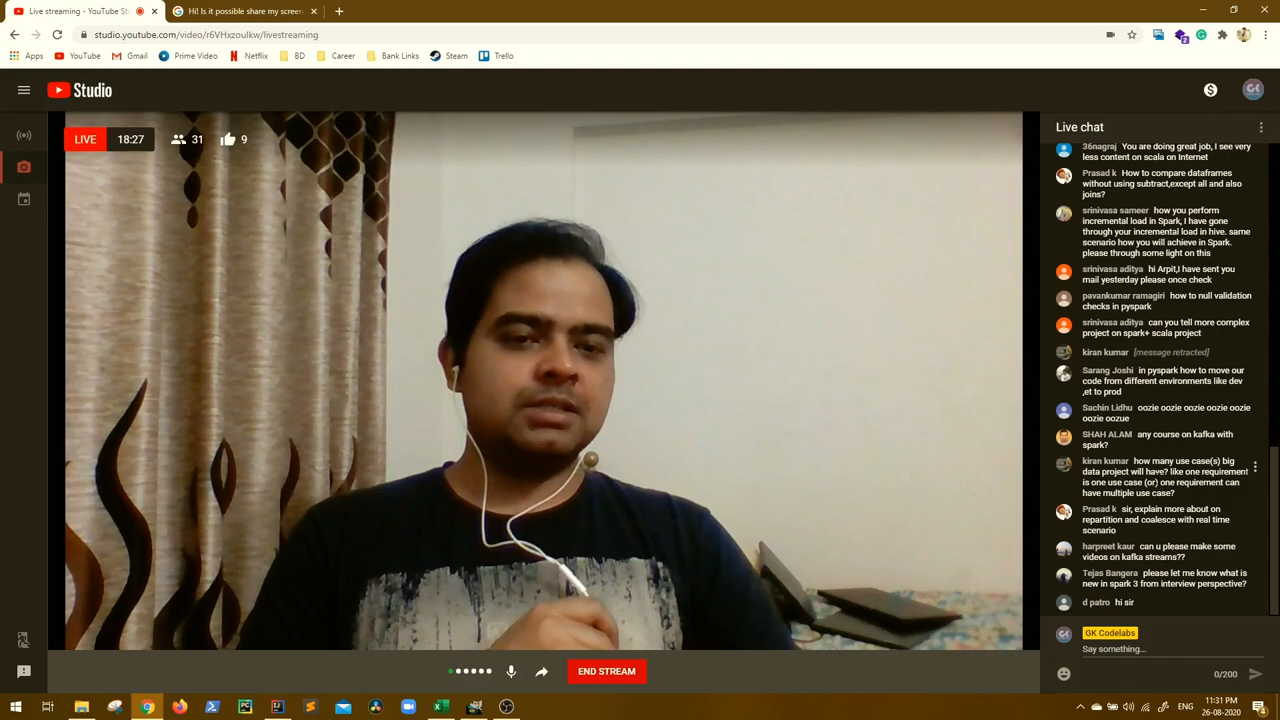 Live streaming - YouTube St
Hi! Is it possible share my screen
studio.youtube.com/video/r6VHxzouIkw/livestreaming
Apps YouTube Gmail Prime Video Netflix BD Career Bank Links Steam Trello
Studio
LIVE 18:27 31 9
Live chat
36nagraj You are doing great job, I see very
less content on scala on Internet
Prasad k How to compare dataframes
without using subtract,except all and also
joins?
srinivasa sameer how you perform
incremental load in Spark, I have gone
through your incremental load in hive. same
scenario how you will achieve in Spark.
please through some light on this
srinivasa aditya hi Arpit,I have sent you
mail yesterday please once check
pavankumar ramagiri how to null validation
checks in pyspark
srinivasa aditya can you tell more complex
project on spark+ scala project
kiran kumar [message retracted]
Sarang Joshi in pyspark how to move our
code from different environments like dev
,et to prod
Sachin Lidhu oozie oozie oozie oozie oozie
oozie oozue
SHAH ALAM any course on kafka with
spark?
kiran kumar how many use case(s) big
data project will have? like one requirement
is one use case (or) one requirement can
have multiple use case?
Prasad k sir, explain more about on
repartition and coalesce with real time
scenario
harpreet kaur can u please make some
videos on kafka streams??
Tejas Bangera please let me know what is
new in spark 3 from interview perspective?
d patro hi sir
GK Codelabs
Say something...
0/200
END STREAM
ENG
11:31 PM
26-08-2020